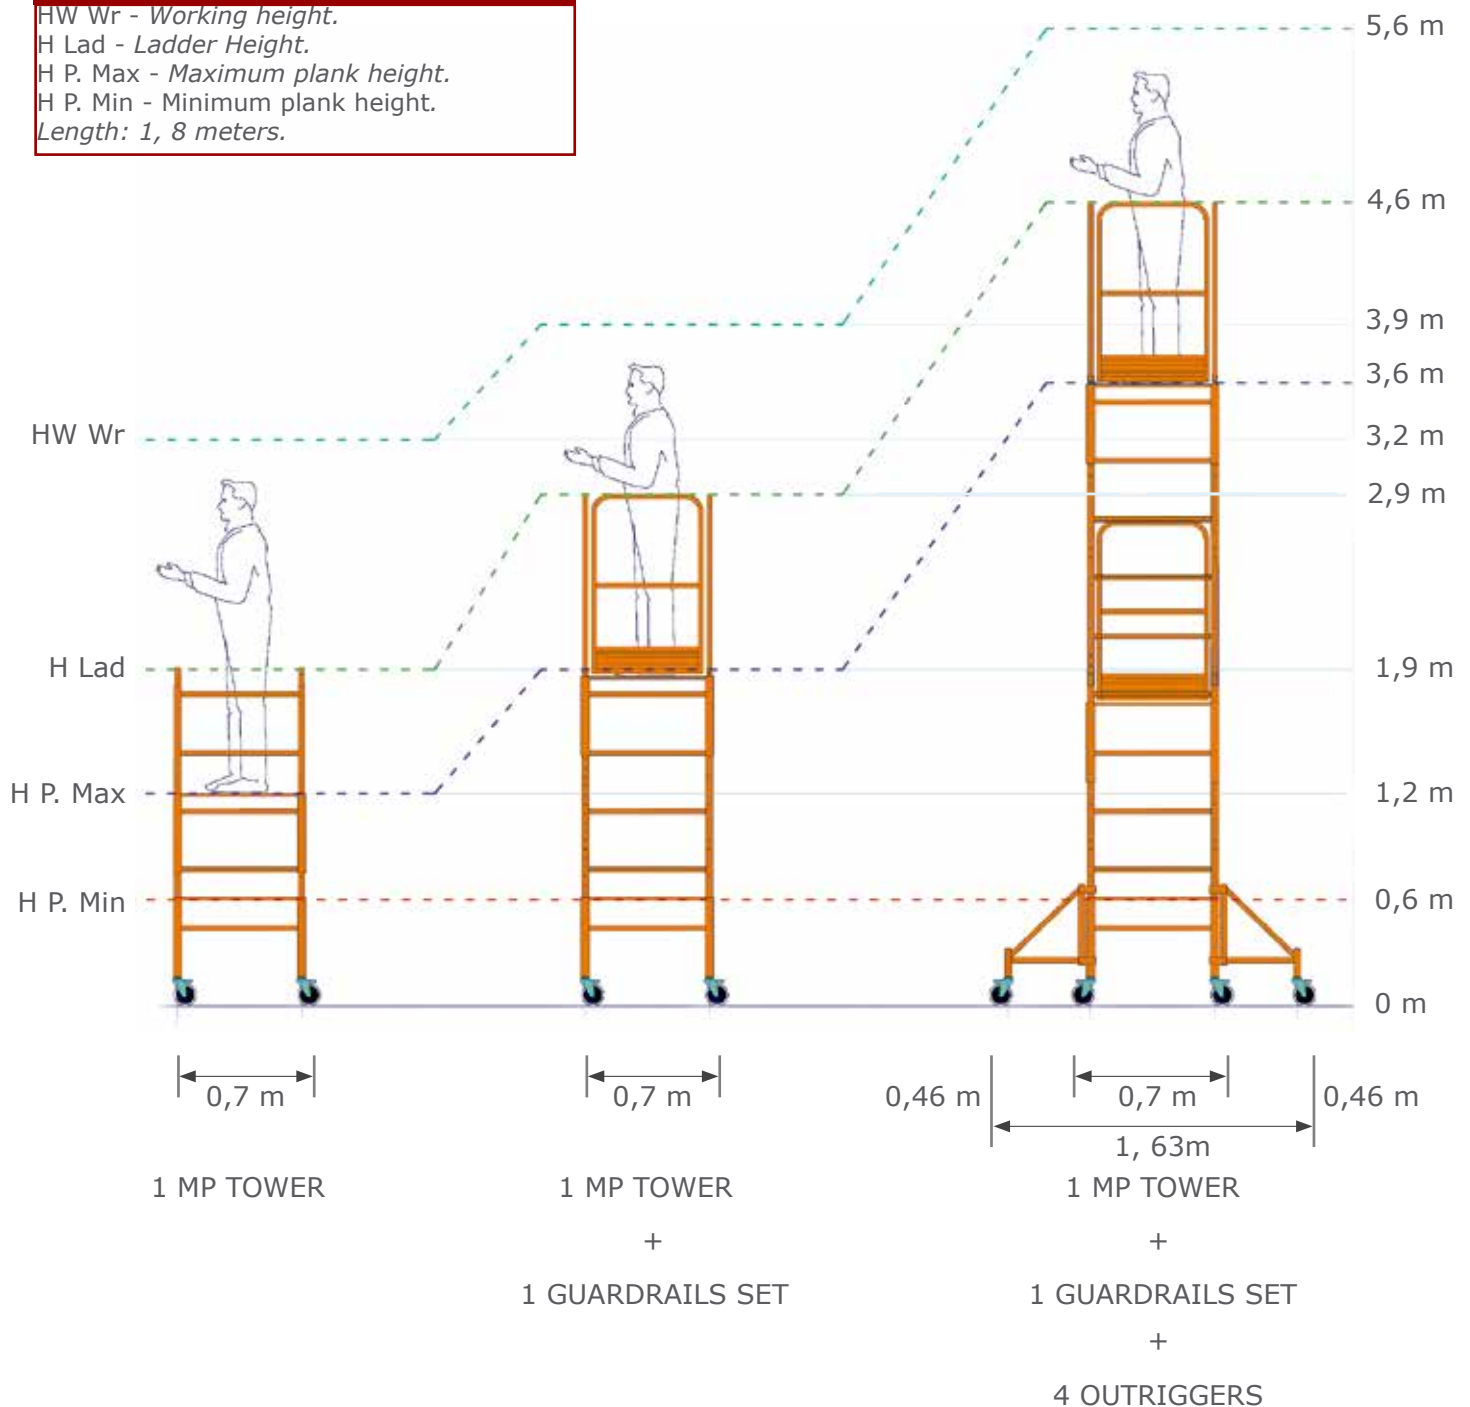 HW Wr - Working height.
H Lad - Ladder Height.
H P. Max - Maximum plank height.
H P. Min - Minimum plank height.
Length: 1, 8 meters.
5,6 m
4,6 m
3,9 m
3,6 m
HW Wr
3,2 m
2,9 m
H Lad
1,9 m
H P. Max
1,2 m
H P. Min
0,6 m
0 m
0,7 m
0,7 m
0,46 m
0,7 m
0,46 m
1, 63m
1 MP TOWER
1 MP TOWER
+
1 GUARDRAILS SET
1 MP TOWER
+
1 GUARDRAILS SET
+
4 OUTRIGGERS